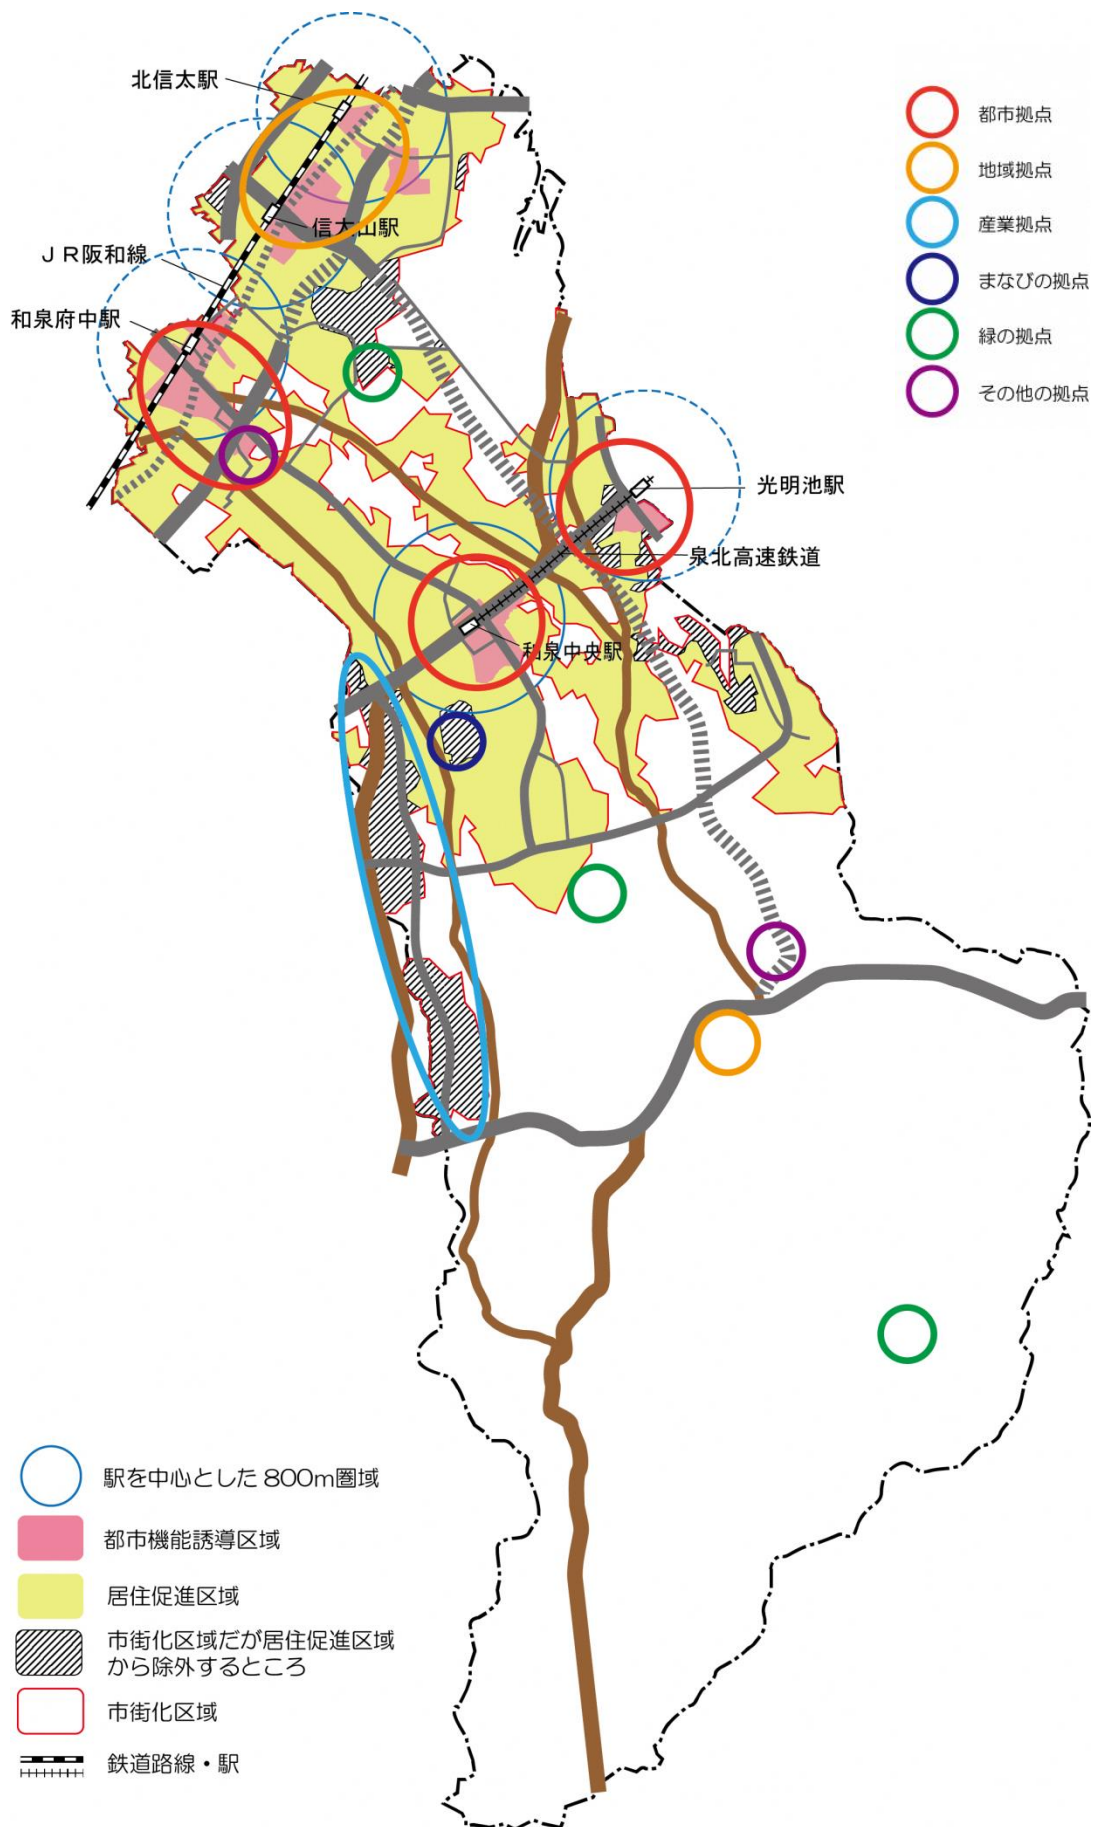 北信太駅
信太山駅
JR阪和線
和泉府中駅
光明池駅
泉北高速鉄道
和泉中央駅
都市拠点
地域拠点
産業拠点
まなびの拠点
緑の拠点
その他の拠点
駅を中心とした800m圏域
都市機能誘導区域
居住促進区域
市街化区域だが居住促進区域
から除外するところ
市街化区域
鉄道路線・駅